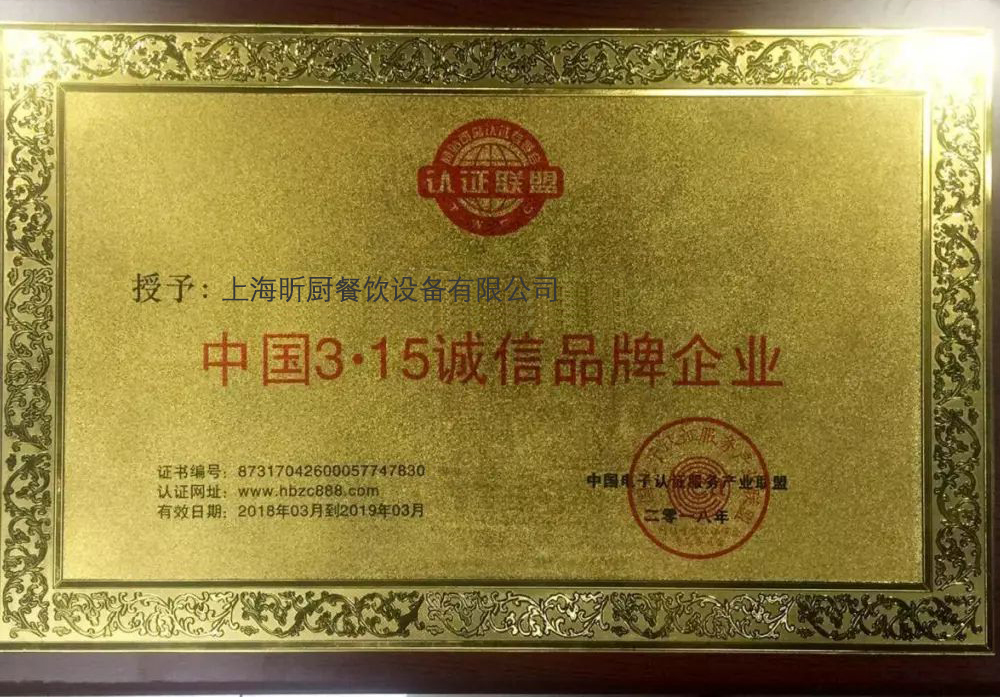 认证联盟
授予：上海昕厨餐饮设备有限公司
中国3·15诚信品牌企业
证书编号：87317042600057747830
认证网址：www.hbzc888.com
有效日期：2018年03月到2019年03月
中国电子认证服务产业联盟
二零一八年